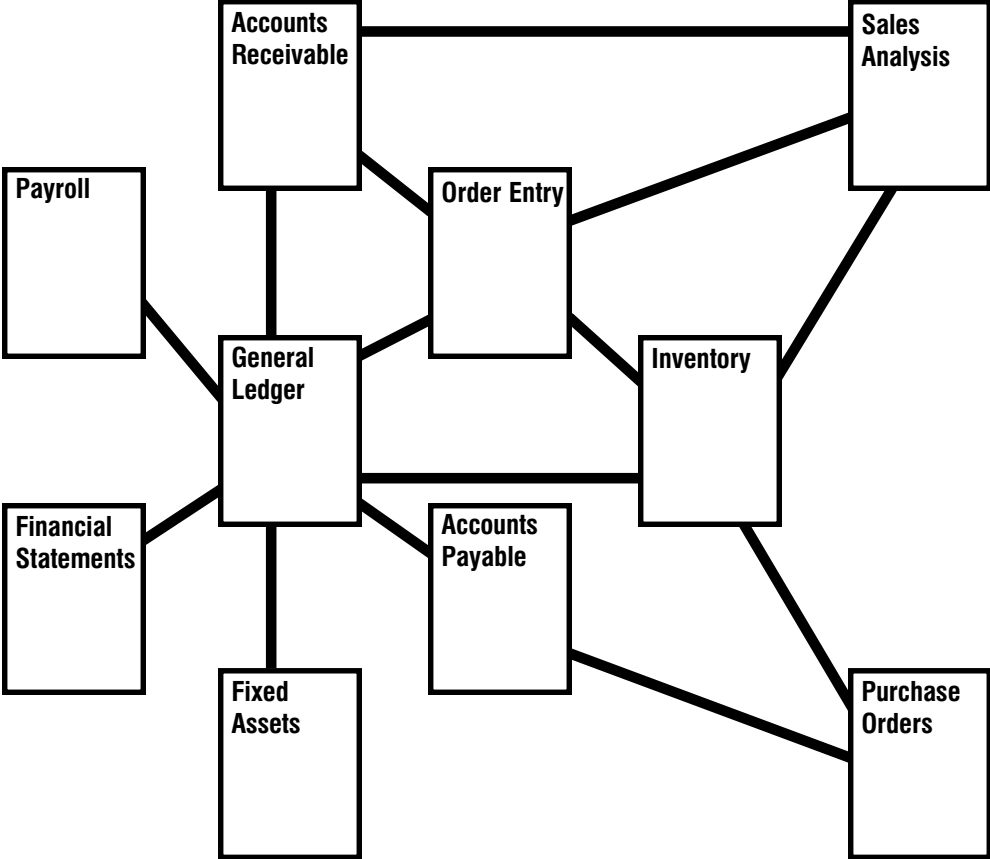 Accounts
Receivable
Sales
Analysis
Payroll
Order Entry
General
Ledger
Inventory
Financial
Statements
Accounts
Payable
Fixed
Assets
Purchase
Orders